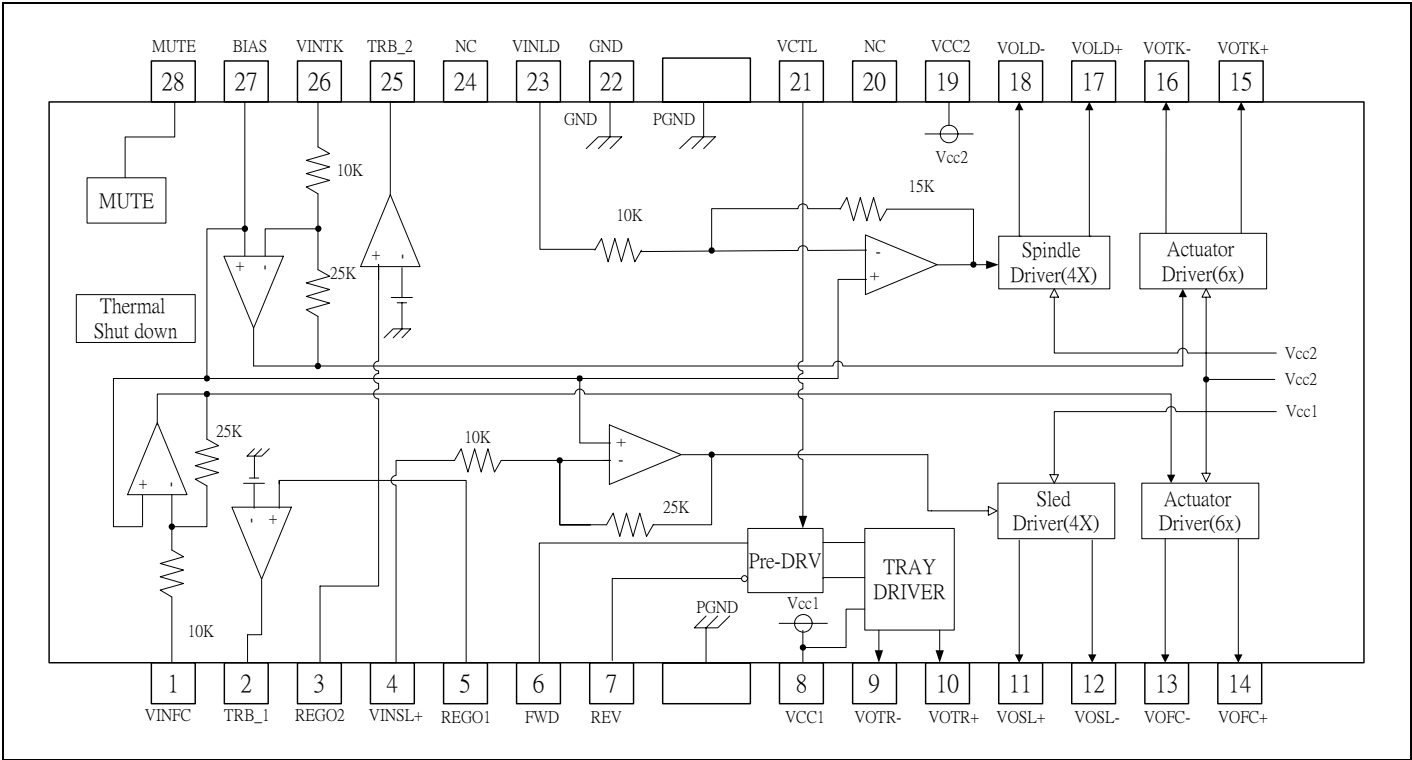 MUTE BIAS VINTK TRB_2 NC VINLD GND VCTL NC VCC2 VOLD- VOLD+ VOTK- VOTK+
28 27 26 25 24 23 22 21 20 19 18 17 16 15
GND PGND
Vcc2
10K
MUTE
15K
10K
+ - 25K + - - +
Spindle Driver(4X)
Actuator Driver(6x)
Thermal Shut down
Vcc2
Vcc2
Vcc1
25K 10K + -
+ - - + 25K
Sled Driver(4X)
Actuator Driver(6x)
Pre-DRV
TRAY DRIVER
Vcc1
PGND
10K
1 2 3 4 5 6 7 8 9 10 11 12 13 14
VINFC TRB_1 REGO2 VINSL+ REGO1 FWD REV VCC1 VOTR- VOTR+ VOSL+ VOSL- VOFC- VOFC+